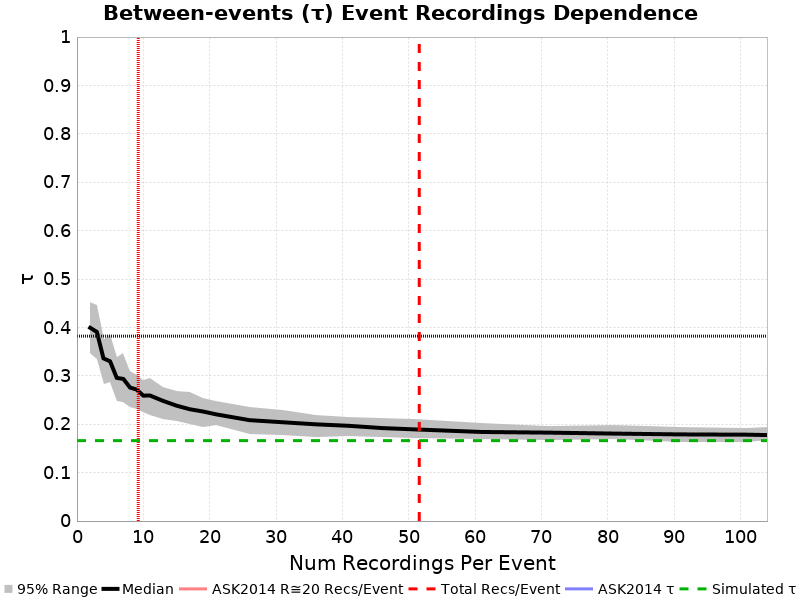 Between-events (τ) Event Recordings Dependence
1
0.9
0.8
0.7
0.6
0.5
0.4
0.3
0.2
0.1
0
τ
0 10 20 30 40 50 60 70 80 90 100
Num Recordings Per Event
95% Range Median ASK2014 R≅20 Recs/Event Total Recs/Event ASK2014 τ Simulated τ